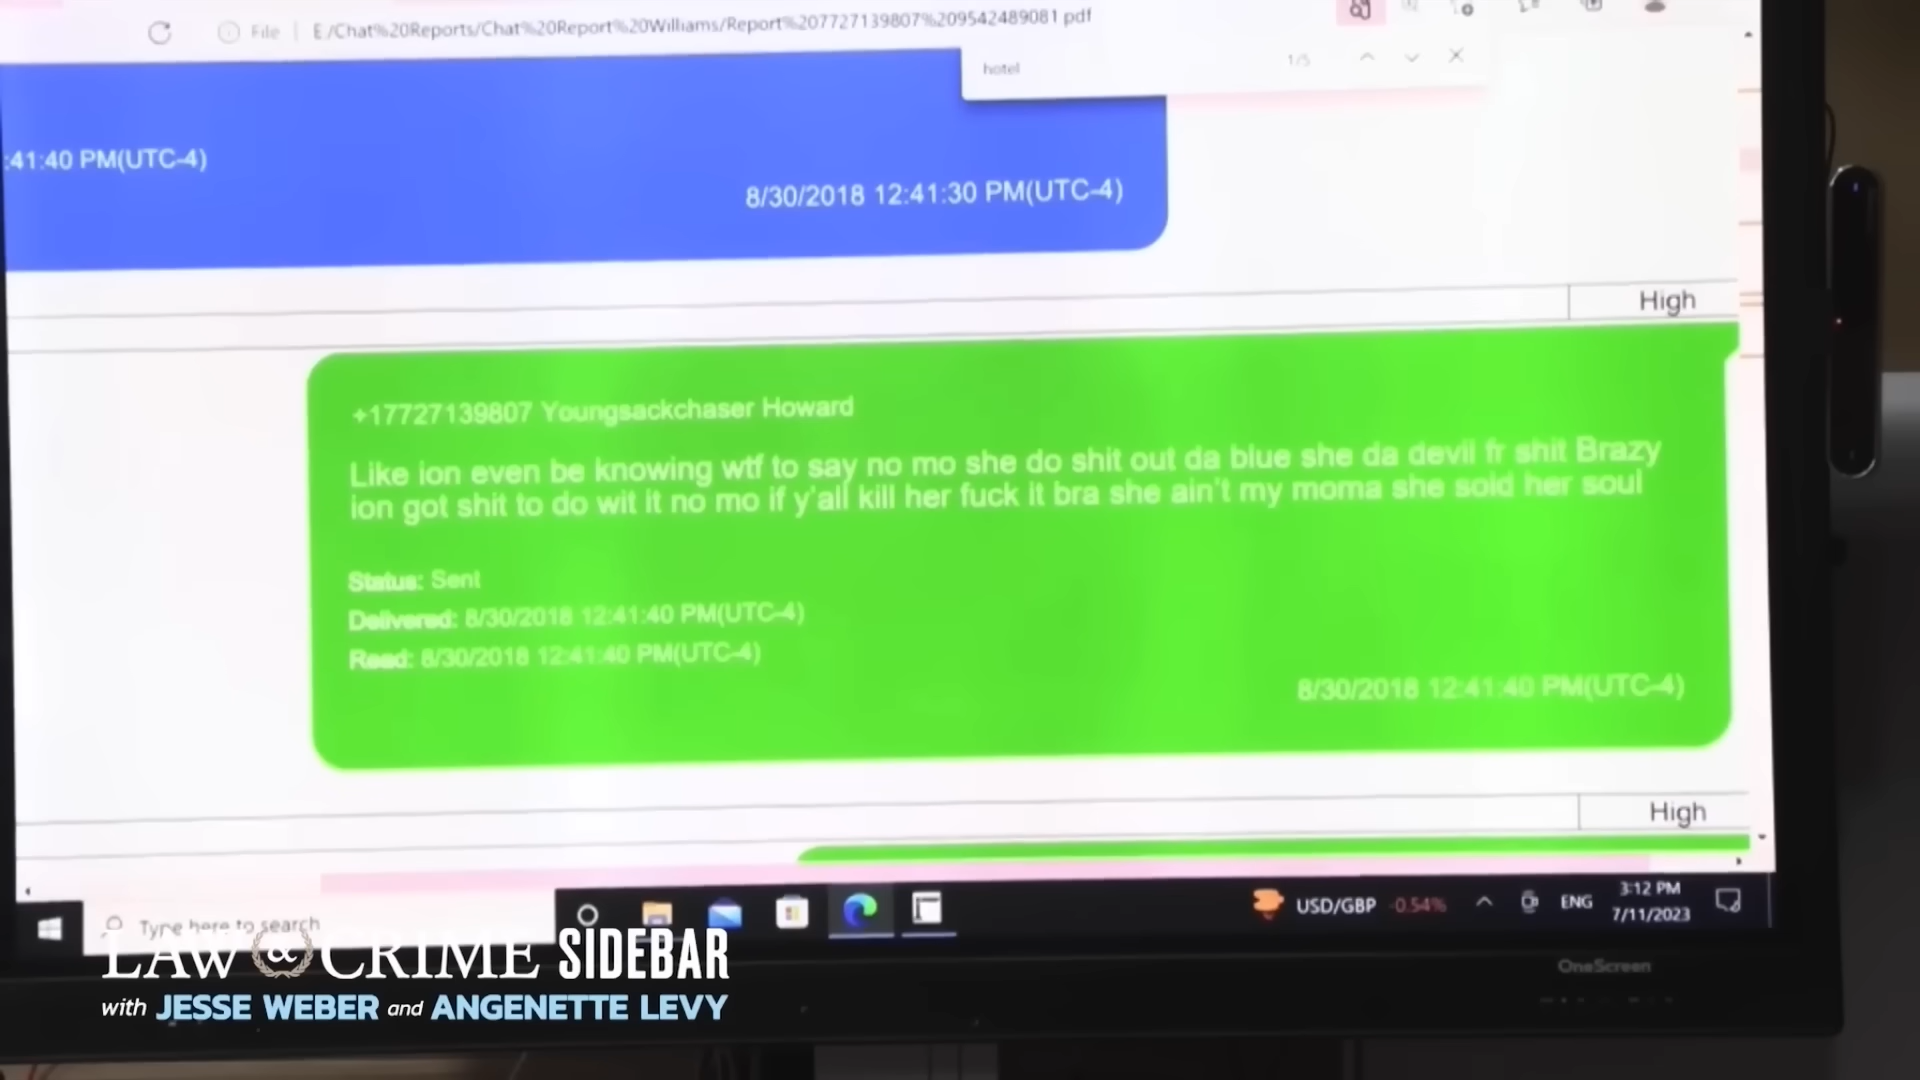 File | E:/Chat%20Reports/Chat%20Report%20Williams/Report%207727139807%209542489081.pdf
hotel 1/5
:41:40 PM(UTC-4)
8/30/2018 12:41:30 PM(UTC-4)
High
+17727139807 Youngsackchaser Howard
Like ion even be knowing wtf to say no mo she do shit out da blue she da devil fr shit Brazy
ion got shit to do wit it no mo if y'all kill her fuck it bra she ain't my moma she sold her soul
Status: Sent
Delivered: 8/30/2018 12:41:40 PM(UTC-4)
Read: 8/30/2018 12:41:40 PM(UTC-4)
8/30/2018 12:41:40 PM(UTC-4)
High
Type here to search
USD/GBP -0.54%
ENG
3:12 PM
7/11/2023
OneScreen
LAW & CRIME SIDEBAR
with JESSE WEBER and ANGENETTE LEVY